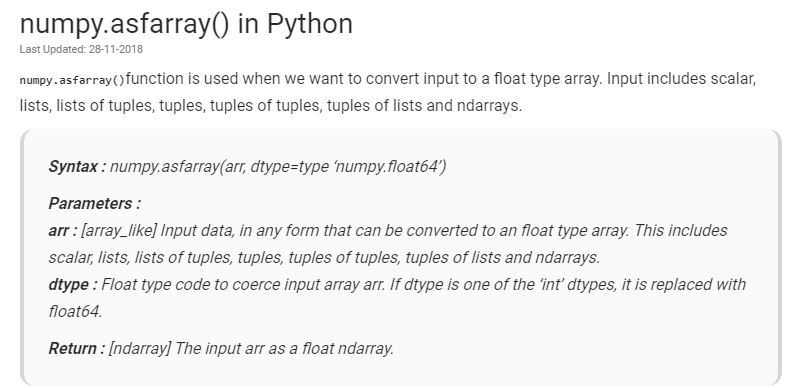 numpy.asfarray() in Python
Last Updated: 28-11-2018
numpy.asfarray()function is used when we want to convert input to a float type array. Input includes scalar,
lists, lists of tuples, tuples, tuples of tuples, tuples of lists and ndarrays.
Syntax : numpy.asfarray(arr, dtype=type ‘numpy.float64’)
Parameters :
arr : [array_like] Input data, in any form that can be converted to an float type array. This includes
scalar, lists, lists of tuples, tuples, tuples of tuples, tuples of lists and ndarrays.
dtype : Float type code to coerce input array arr. If dtype is one of the ‘int’ dtypes, it is replaced with
float64.
Return : [ndarray] The input arr as a float ndarray.